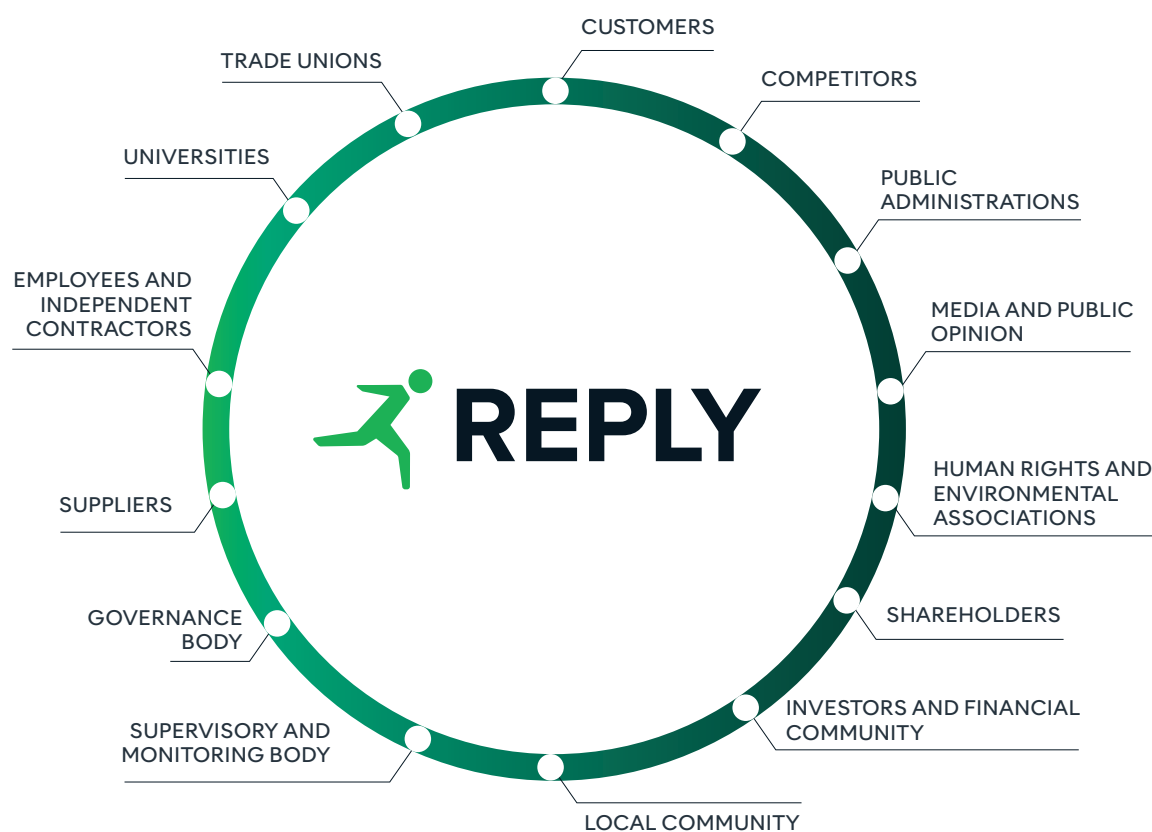 CUSTOMERS
TRADE UNIONS
COMPETITORS
UNIVERSITIES
PUBLIC
ADMINISTRATIONS
EMPLOYEES AND
INDEPENDENT
CONTRACTORS
MEDIA AND PUBLIC
OPINION
REPLY
SUPPLIERS
HUMAN RIGHTS AND
ENVIRONMENTAL
ASSOCIATIONS
GOVERNANCE
BODY
SHAREHOLDERS
SUPERVISORY AND
MONITORING BODY
INVESTORS AND FINANCIAL
COMMUNITY
LOCAL COMMUNITY